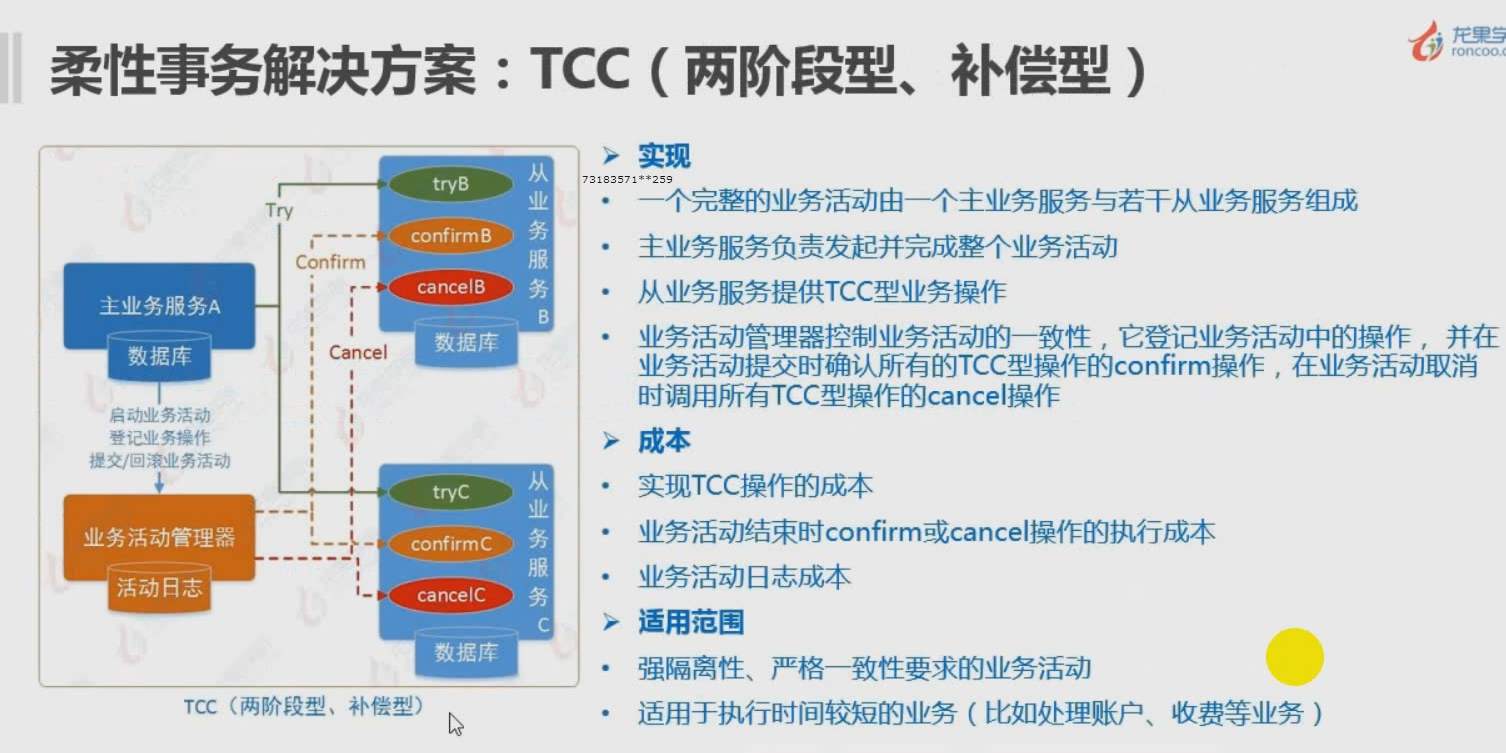 柔性事务解决方案：TCC（两阶段型、补偿型）
龙果学
roncoo.c
Try
Confirm
Cancel
主业务服务A
数据库
启动业务活动
登记业务操作
提交/回滚业务活动
业务活动管理器
活动日志
tryB
confirmB
cancelB
从业务服务B
数据库
tryC
confirmC
cancelC
从业务服务C
数据库
TCC（两阶段型、补偿型）
73183571**259
➢ 实现
• 一个完整的业务活动由一个主业务服务与若干从业务服务组成
• 主业务服务负责发起并完成整个业务活动
• 从业务服务提供TCC型业务操作
• 业务活动管理器控制业务活动的一致性，它登记业务活动中的操作， 并在
业务活动提交时确认所有的TCC型操作的confirm操作，在业务活动取消
时调用所有TCC型操作的cancel操作
➢ 成本
• 实现TCC操作的成本
• 业务活动结束时confirm或cancel操作的执行成本
• 业务活动日志成本
➢ 适用范围
• 强隔离性、严格一致性要求的业务活动
• 适用于执行时间较短的业务（比如处理账户、收费等业务）